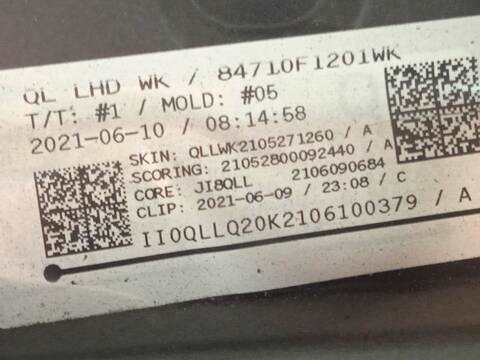 QL LHD WK / 84710F1201WK
T/T: #1 / MOLD: #05
2021-06-10 / 08:14:58
SKIN: QLLWK2105271260 / A
SCORING: 21052800092440 / A
CORE: JI8QLL 2106090684
CLIP: 2021-06-09 / 23:08 / C
II0QLLQ20K2106100379 / A